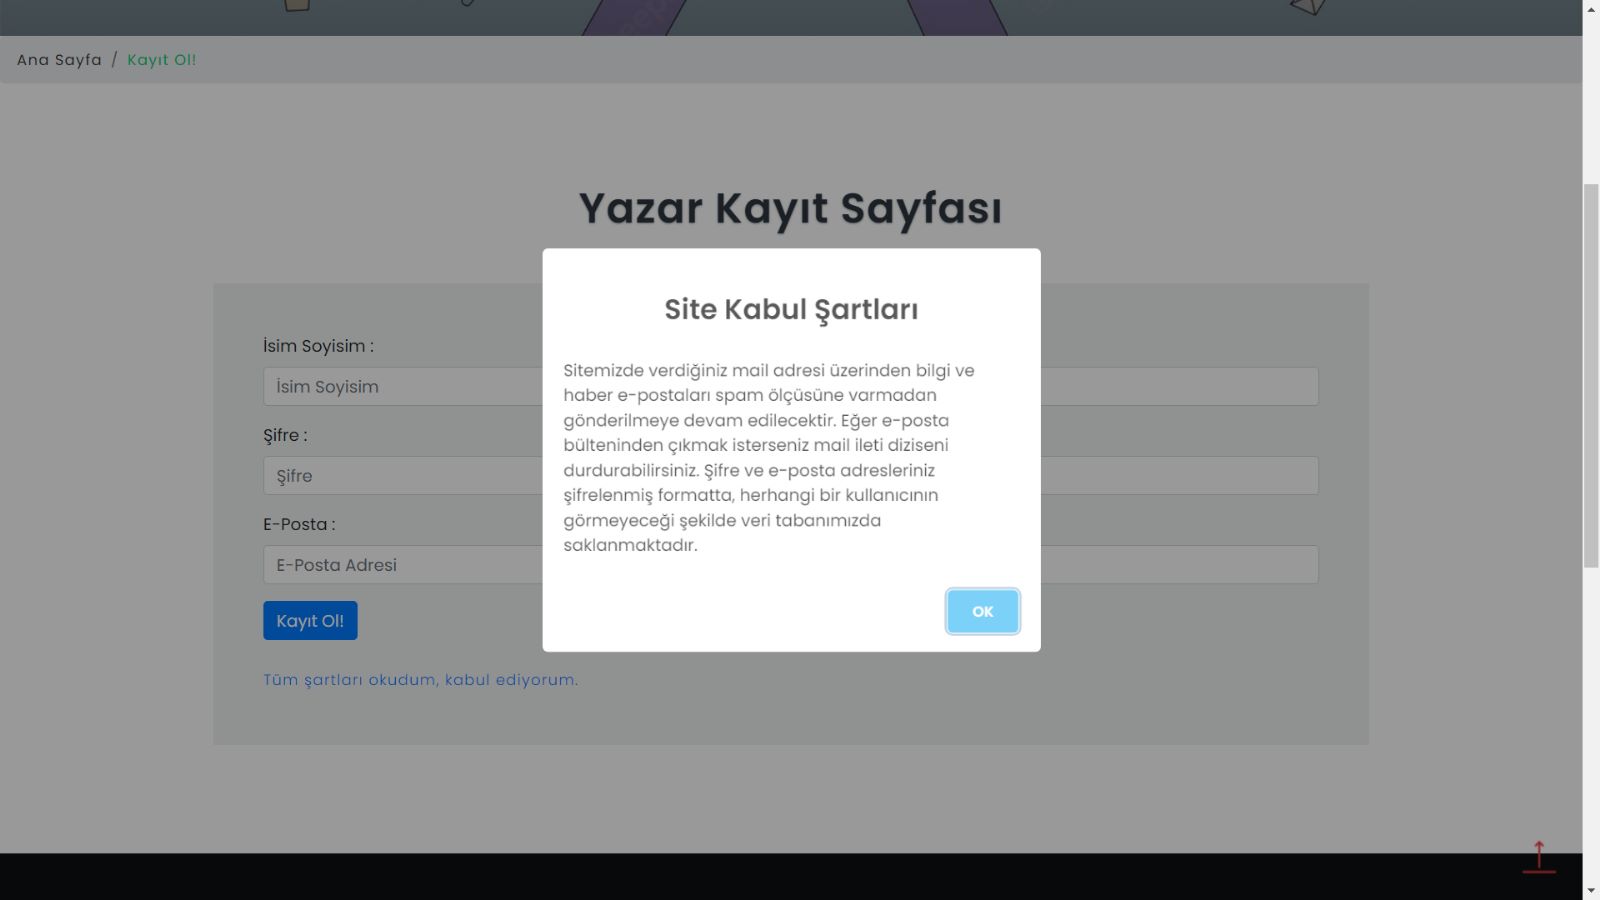 Ana Sayfa / Kayıt Ol!
Yazar Kayıt Sayfası
Site Kabul Şartları
Sitemizde verdiğiniz mail adresi üzerinden bilgi ve
haber e-postaları spam ölçüsüne varmadan
gönderilmeye devam edilecektir. Eğer e-posta
bülteninden çıkmak isterseniz mail ileti diziseni
durdurabilirsiniz. Şifre ve e-posta adresleriniz
şifrelenmiş formatta, herhangi bir kullanıcının
görmeyeceği şekilde veri tabanımızda
saklanmaktadır.
OK
İsim Soyisim :
İsim Soyisim
Şifre :
Şifre
E-Posta :
E-Posta Adresi
Kayıt Ol!
Tüm şartları okudum, kabul ediyorum.